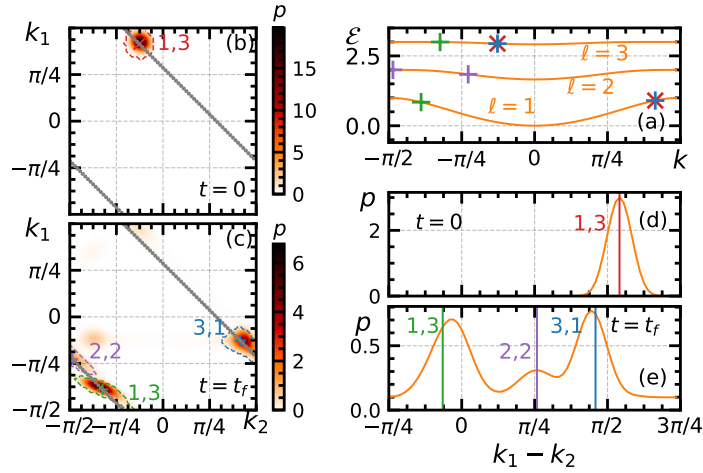 k₁
(b)
1,3
π/4
0
−π/4
t = 0
p
15
10
5
0
k₁
(c)
π/4
0
−π/4
−π/2
3,1
2,2
1,3
t = t_f
−π/2
−π/4
0
π/4
k₂
p
6
4
2
0
ℰ
2.5
0.0
ℓ = 3
ℓ = 2
ℓ = 1
(a)
−π/2
−π/4
0
π/4
k
p
2
0
t = 0
1,3
(d)
p
0.5
0.0
1,3
2,2
3,1
t = t_f
(e)
−π/4
0
π/4
π/2
3π/4
k₁ − k₂